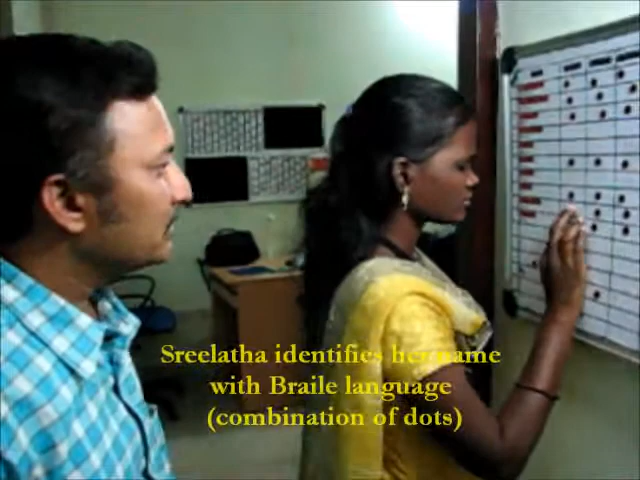 Sreelatha identifies her name
with Braile language
(combination of dots)